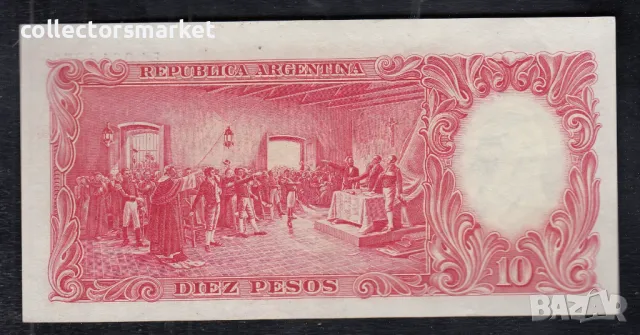 collectorsmarket
REPUBLICA ARGENTINA
DIEZ PESOS
10
BAZAR